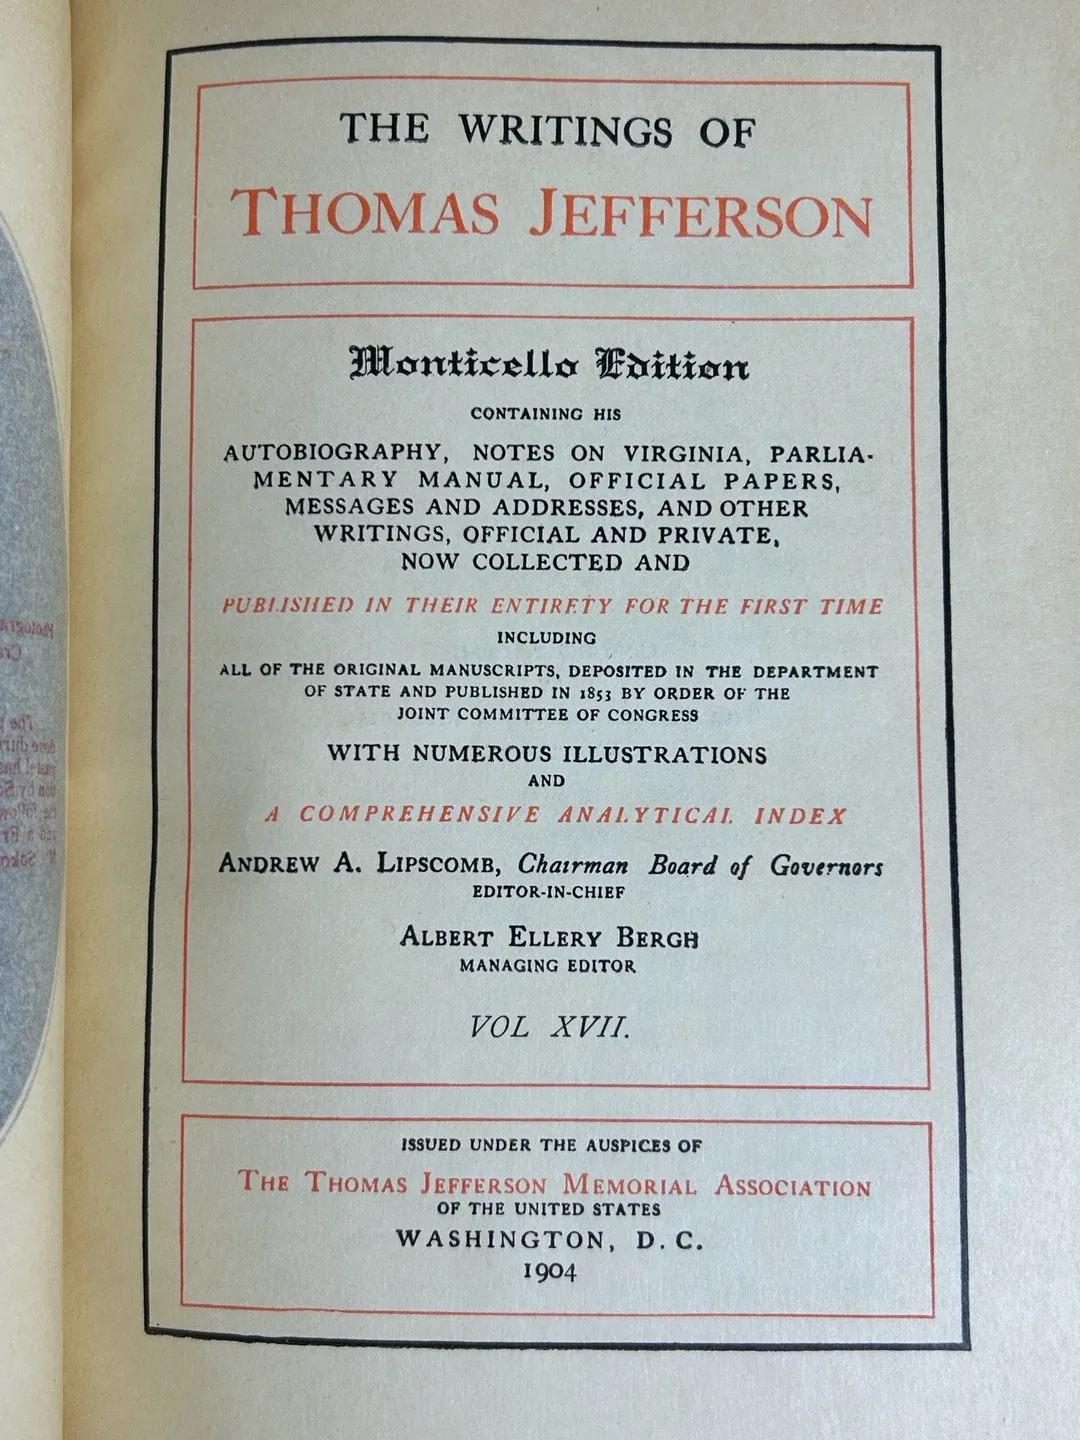 THE WRITINGS OF
THOMAS JEFFERSON
Monticello Edition
CONTAINING HIS
AUTOBIOGRAPHY, NOTES ON VIRGINIA, PARLIA-
MENTARY MANUAL, OFFICIAL PAPERS,
MESSAGES AND ADDRESSES, AND OTHER
WRITINGS, OFFICIAL AND PRIVATE,
NOW COLLECTED AND
PUBLISHED IN THEIR ENTIRETY FOR THE FIRST TIME
INCLUDING
ALL OF THE ORIGINAL MANUSCRIPTS, DEPOSITED IN THE DEPARTMENT
OF STATE AND PUBLISHED IN 1853 BY ORDER OF THE
JOINT COMMITTEE OF CONGRESS
WITH NUMEROUS ILLUSTRATIONS
AND
A COMPREHENSIVE ANALYTICAL INDEX
ANDREW A. LIPSCOMB, Chairman Board of Governors
EDITOR-IN-CHIEF
ALBERT ELLERY BERGH
MANAGING EDITOR
VOL XVII.
ISSUED UNDER THE AUSPICES OF
THE THOMAS JEFFERSON MEMORIAL ASSOCIATION
OF THE UNITED STATES
WASHINGTON, D. C.
1904